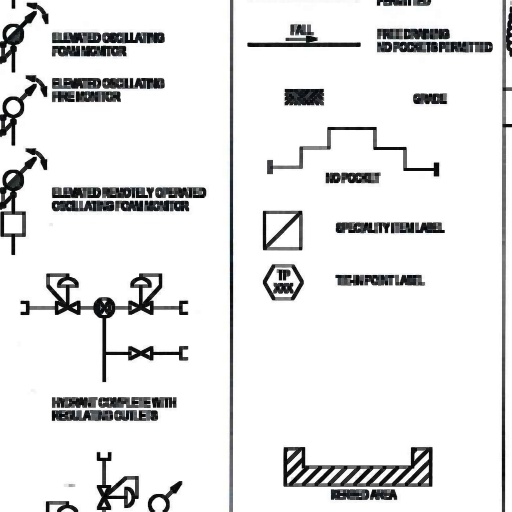 ELEVATED OSCILLATING
FOAM MONITOR
ELEVATED OSCILLATING
FIRE MONITOR
ELEVATED REMOTELY OPERATED
OSCILLATING FOAM MONITOR
HYDRANT COMPLETE WITH
REGULATING OUTLETS
PERMITTED
FALL
FREE DRAINING
NO POCKETS PERMITTED
GRADE
NO POCKET
SPECIALITY ITEM LABEL
TP
XXX
TIE-IN POINT LABEL
KERBED AREA